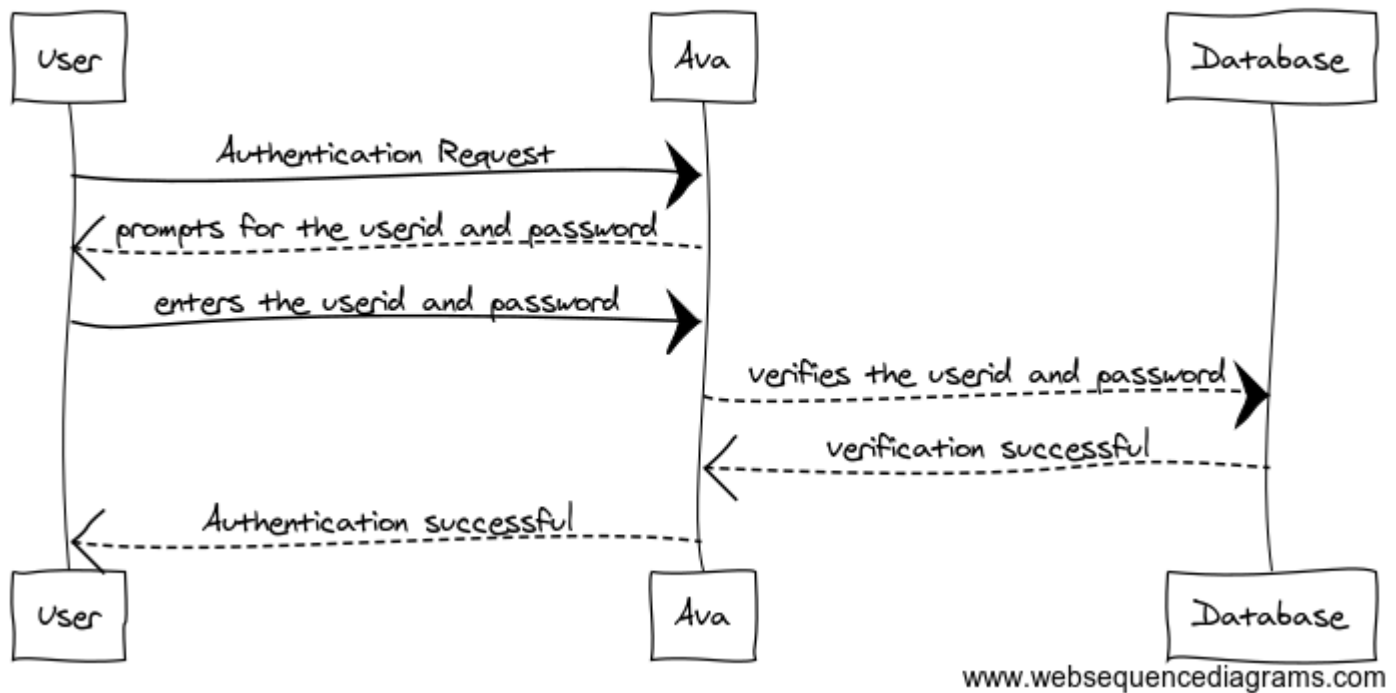 User
Ava
Database
Authentication Request
prompts for the userid and password
enters the userid and password
verifies the userid and password
verification successful
Authentication successful
User
Ava
Database
www.websequencediagrams.com